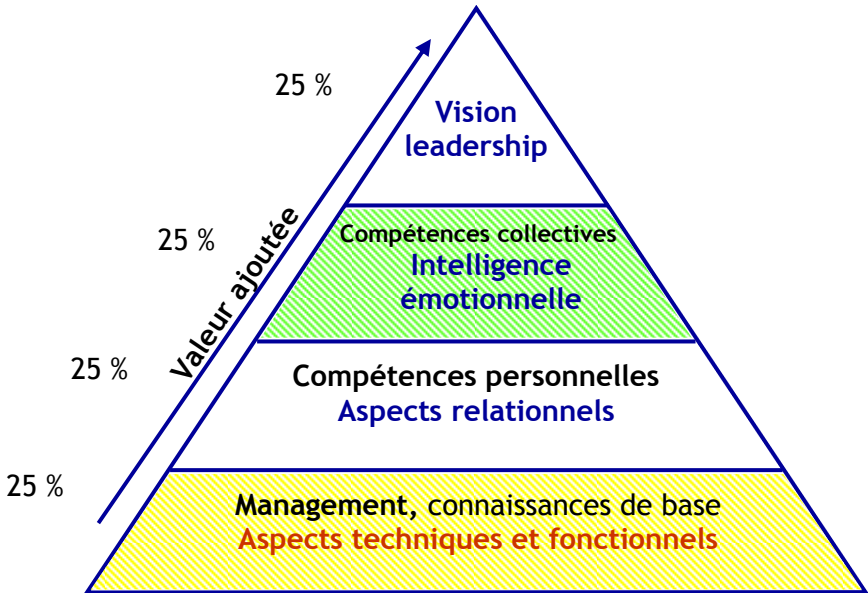 25 %
Vision
leadership
25 %
Valeur ajoutée
Compétences collectives
Intelligence
émotionnelle
25 %
Compétences personnelles
Aspects relationnels
25 %
Management, connaissances de base
Aspects techniques et fonctionnels